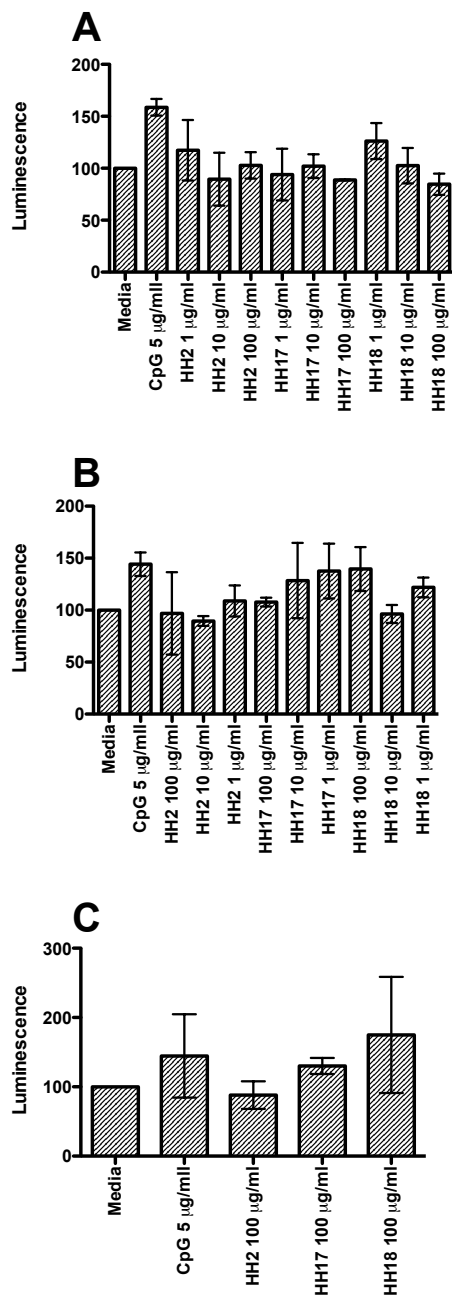 A
Luminescence
200
150
100
50
0
Media
CpG 5 μg/mll
HH2 1 μg/ml
HH2 10 μg/ml
HH2 100 μg/ml
HH17 1 μg/ml
HH17 10 μg/ml
HH17 100 μg/ml
HH18 1 μg/ml
HH18 10 μg/ml
HH18 100 μg/ml
B
Luminescence
200
150
100
50
0
Media
CpG 5 μg/mll
HH2 100 μg/ml
HH2 10 μg/ml
HH2 1 μg/ml
HH17 100 μg/ml
HH17 10 μg/ml
HH17 1 μg/ml
HH18 100 μg/ml
HH18 10 μg/ml
HH18 1 μg/ml
C
Luminescence
300
200
100
0
Media
CpG 5 μg/mll
HH2 100 μg/ml
HH17 100 μg/ml
HH18 100 μg/ml